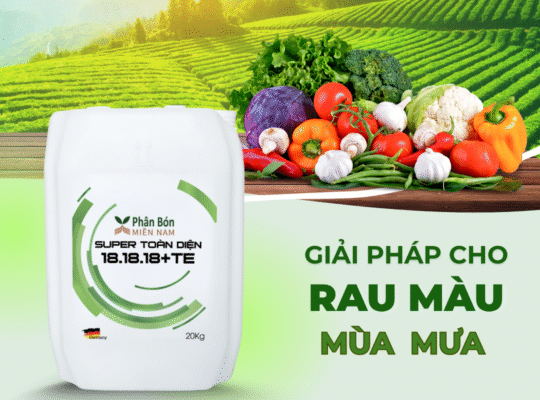 Phân Bón
MIỀN NAM
SUPER TOÀN DIỆN
18.18.18+TE
Germany
20Kg
GIẢI PHÁP CHO
RAU MÀU
MÙA MƯA